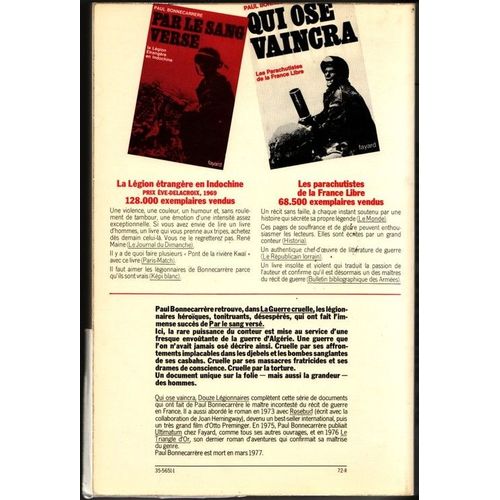 PAUL BONNECARRERE
PAR LE SANG
VERSÉ
la Légion
Étrangère
en Indochine
fayard
PAUL BONN
QUI OSE
VAINCRA
Les Parachutistes
de la France Libre
fayard
La Légion étrangère en Indochine
PRIX ÈVE-DELACROIX, 1969
128.000 exemplaires vendus
Une violence, une couleur, un humour et, sans roule-
ment de tambour, une émotion d'une intensité assez
exceptionnelle. Si vous avez envie de lire un livre
d'hommes, un livre qui vous prenne aux tripes, achetez
dès demain celui-là. Vous ne le regretterez pas. René
Maine (Le Journal du Dimanche).
Il y a de quoi faire plusieurs « Pont de la rivière Kwaï »
avec ce livre (Paris-Match).
Il faut aimer les légionnaires de Bonnecarrère parce
qu'ils sont vrais (Képi blanc).
Les parachutistes
de la France Libre
68.500 exemplaires vendus
Un récit sans faille, à chaque instant soutenu par une
histoire qui sécrète sa propre légende (Le Monde).
Ces pages de souffrance et de gloire peuvent enthou-
siasmer les lecteurs. Elles sont écrites par un grand
conteur (Historia).
Un authentique chef-d'œuvre de littérature de guerre
(Le Républicain lorrain).
Un livre insolite et violent qui traduit la passion de
l'auteur et confirme qu'il est désormais un des maîtres
du récit de guerre (Bulletin bibliographique des Armées).
Paul Bonnecarrère retrouve, dans La Guerre cruelle, les légion-
naires héroïques, tonitruants, désespérés, qui ont fait l'im-
mense succès de Par le sang versé.
Ici, la rare puissance du conteur est mise au service d'une
fresque envoûtante de la guerre d'Algérie. Une guerre que
l'on n'avait jamais osé décrire ainsi. Cruelle par ses affron-
tements implacables dans les djebels et les bombes sanglantes
de ses casbahs. Cruelle par ses massacres fratricides et ses
drames de conscience. Cruelle par la torture.
Un document unique sur la folie — mais aussi la grandeur —
des hommes.
Qui ose vaincra, Douze Légionnaires complètent cette série de documents
qui ont fait de Paul Bonnecarrère le maître incontesté du récit de guerre
en France. Il a aussi abordé le roman en 1973 avec Rosebud (écrit avec la
collaboration de Joan Hemingway), devenu un best-seller international, puis
un très grand film d'Otto Preminger. En 1975, Paul Bonnecarrère publiait
Ultimatum chez Fayard, comme tous ses autres ouvrages, et en 1976 Le
Triangle d'Or, son dernier roman d'aventures qui confirmait sa maîtrise
du genre.
Paul Bonnecarrère est mort en mars 1977.
35-5651-1
72-II